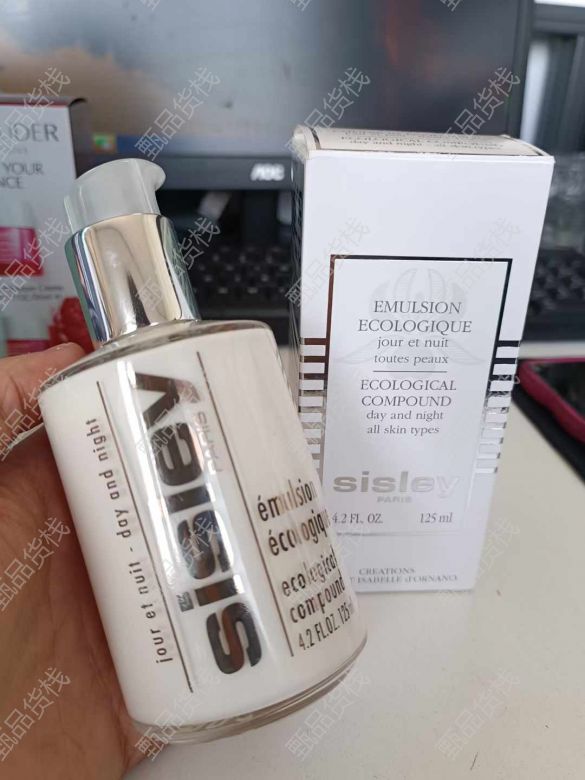 EMULSION
ECOLOGIQUE
jour et nuit
toutes peaux
ECOLOGICAL
COMPOUND
day and night
all skin types
sisley
PARIS
4.2 FL. OZ. 125 ml
CREATIONS
ISABELLE d'ORNANO
jour et nuit - day and night
sisley
PARIS
émulsion
écologique
ecological
compound
4.2 FL.OZ. 125
YOUR
AOC
甄品货栈